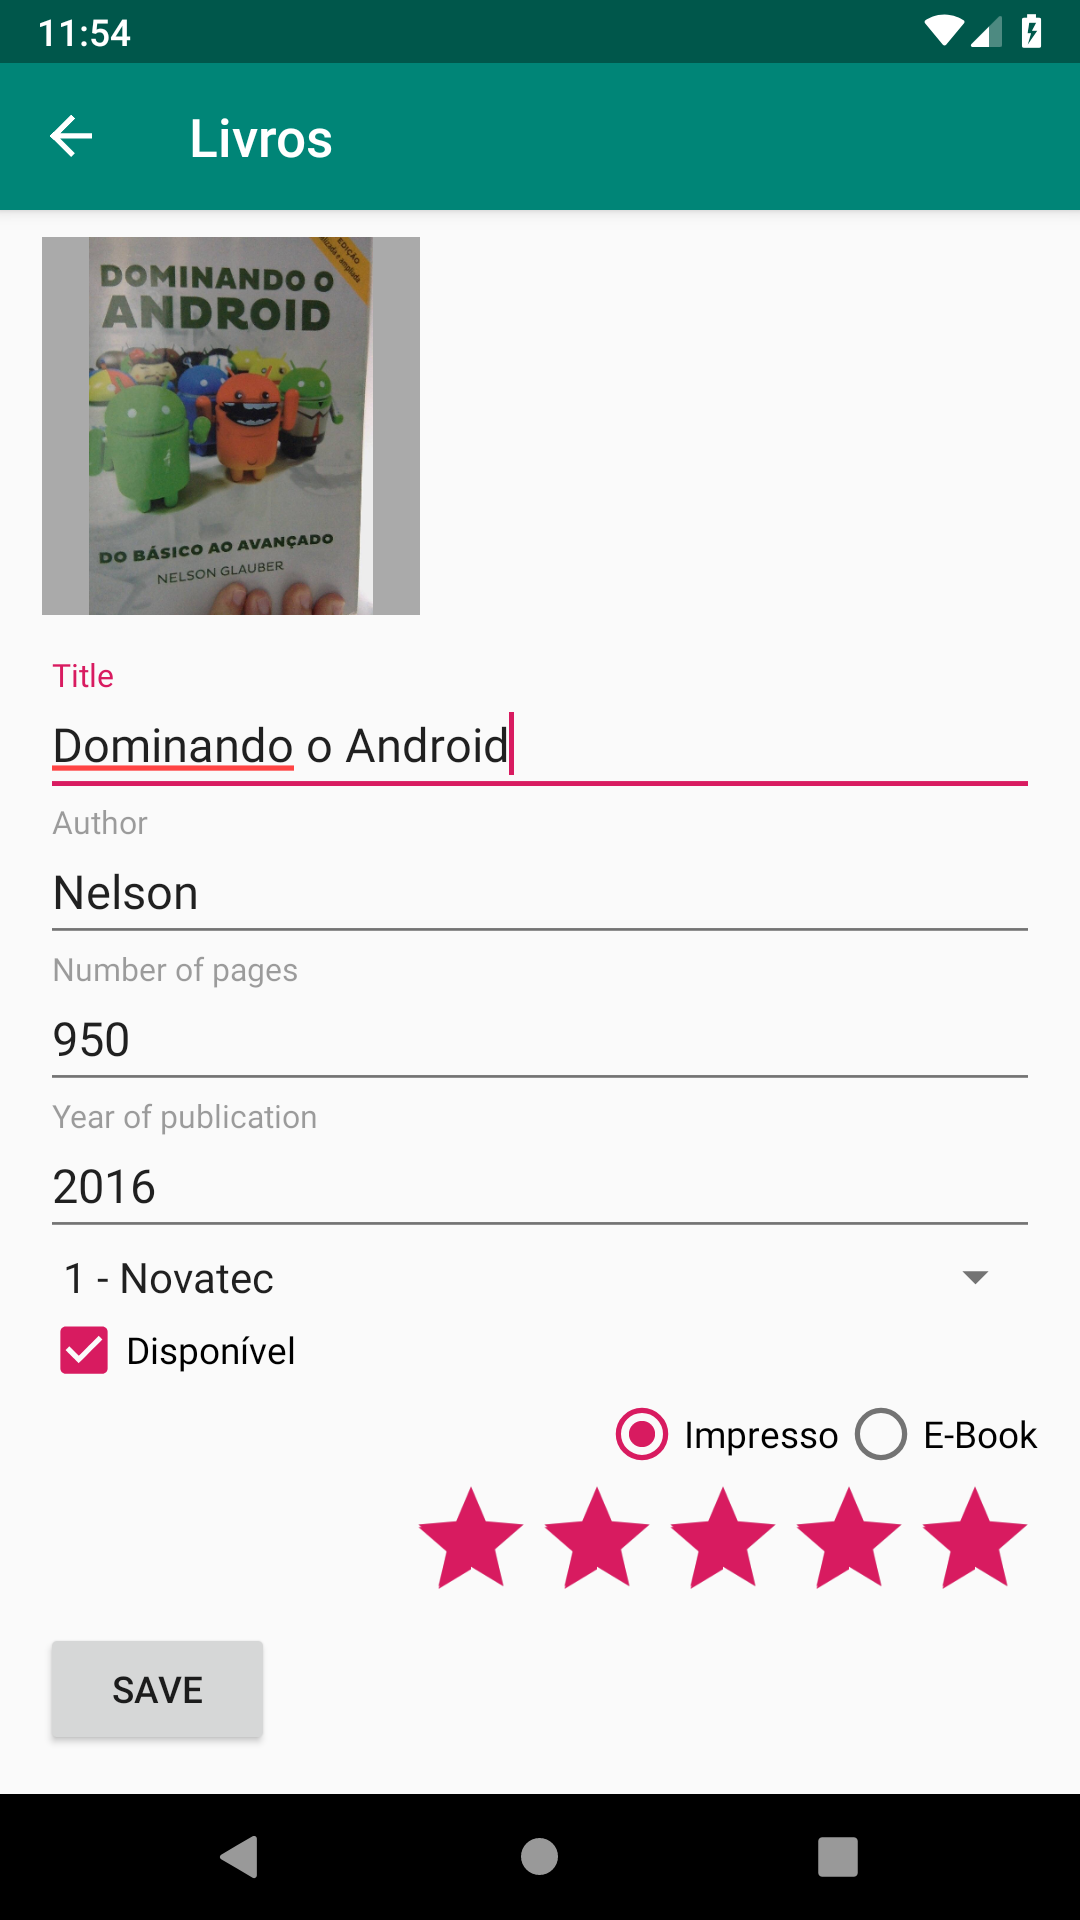 11:54
Livros
EDIÇÃO
DOMINANDO O
ANDROID
DO BÁSICO AO AVANÇADO
NELSON GLAUBER
Title
Dominando o Android
Author
Nelson
Number of pages
950
Year of publication
2016
1 - Novatec
Disponível
Impresso
E-Book
SAVE